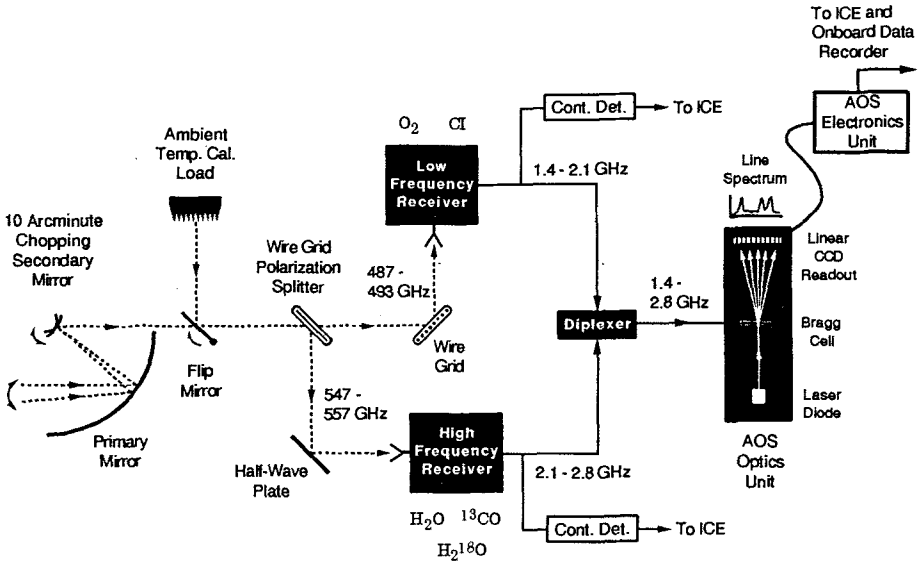 To ICE and
Onboard Data
Recorder
AOS
Electronics
Unit
Cont. Det.
To ICE
O2 CI
Ambient
Temp. Cal.
Load
Low
Frequency
Receiver
1.4 - 2.1 GHz
Line
Spectrum
10 Arcminute
Chopping
Secondary
Mirror
Wire Grid
Polarization
Splitter
487 -
493 GHz
Linear
CCD
Readout
1.4 -
2.8 GHz
Diplexer
Bragg
Cell
Wire
Grid
Flip
Mirror
547 -
557 GHz
Laser
Diode
Primary
Mirror
High
Frequency
Receiver
Half-Wave
Plate
2.1 - 2.8 GHz
AOS
Optics
Unit
H2O 13CO
H218O
Cont. Det.
To ICE